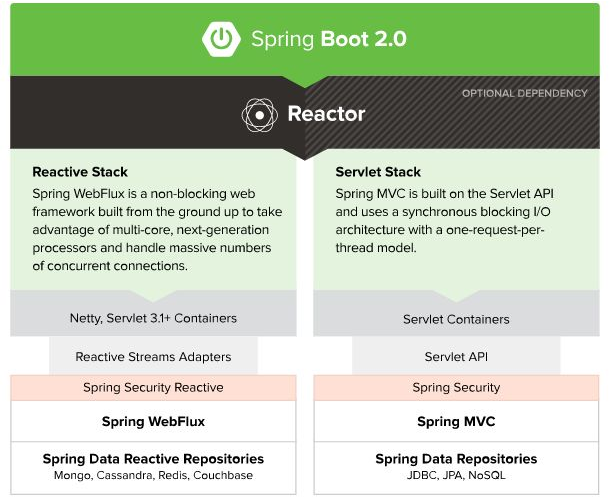 Spring Boot 2.0
OPTIONAL DEPENDENCY
Reactor
Reactive Stack
Spring WebFlux is a non-blocking web
framework built from the ground up to take
advantage of multi-core, next-generation
processors and handle massive numbers
of concurrent connections.
Servlet Stack
Spring MVC is built on the Servlet API
and uses a synchronous blocking I/O
architecture with a one-request-per-
thread model.
Netty, Servlet 3.1+ Containers
Servlet Containers
Reactive Streams Adapters
Servlet API
Spring Security Reactive
Spring Security
Spring WebFlux
Spring MVC
Spring Data Reactive Repositories
Mongo, Cassandra, Redis, Couchbase
Spring Data Repositories
JDBC, JPA, NoSQL